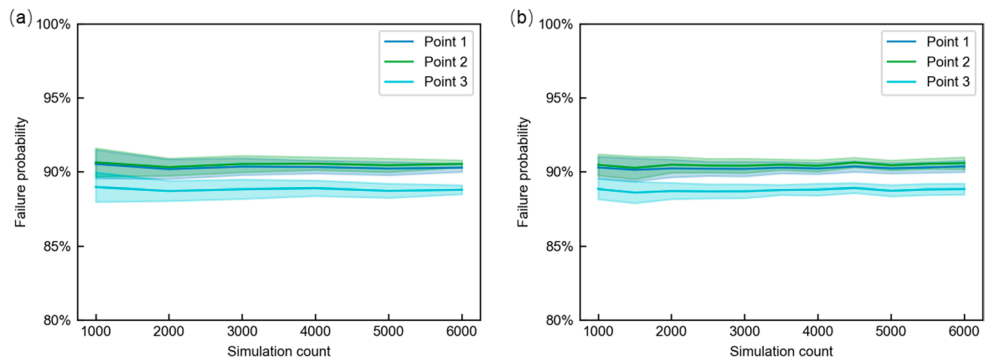 (a)
100%
95%
90%
85%
80%
Failure probability
1000
2000
3000
4000
5000
6000
Simulation count
Point 1
Point 2
Point 3
(b)
100%
95%
90%
85%
80%
Failure probability
1000
2000
3000
4000
5000
6000
Simulation count
Point 1
Point 2
Point 3